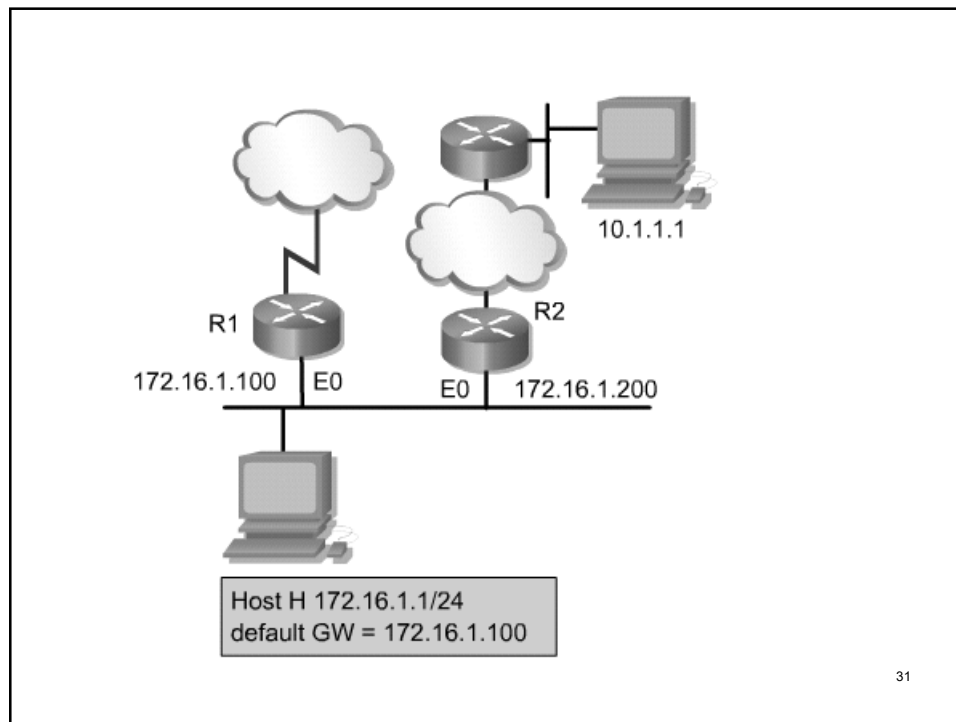 10.1.1.1
R1
R2
172.16.1.100
E0
E0
172.16.1.200
Host H 172.16.1.1/24
default GW = 172.16.1.100
31